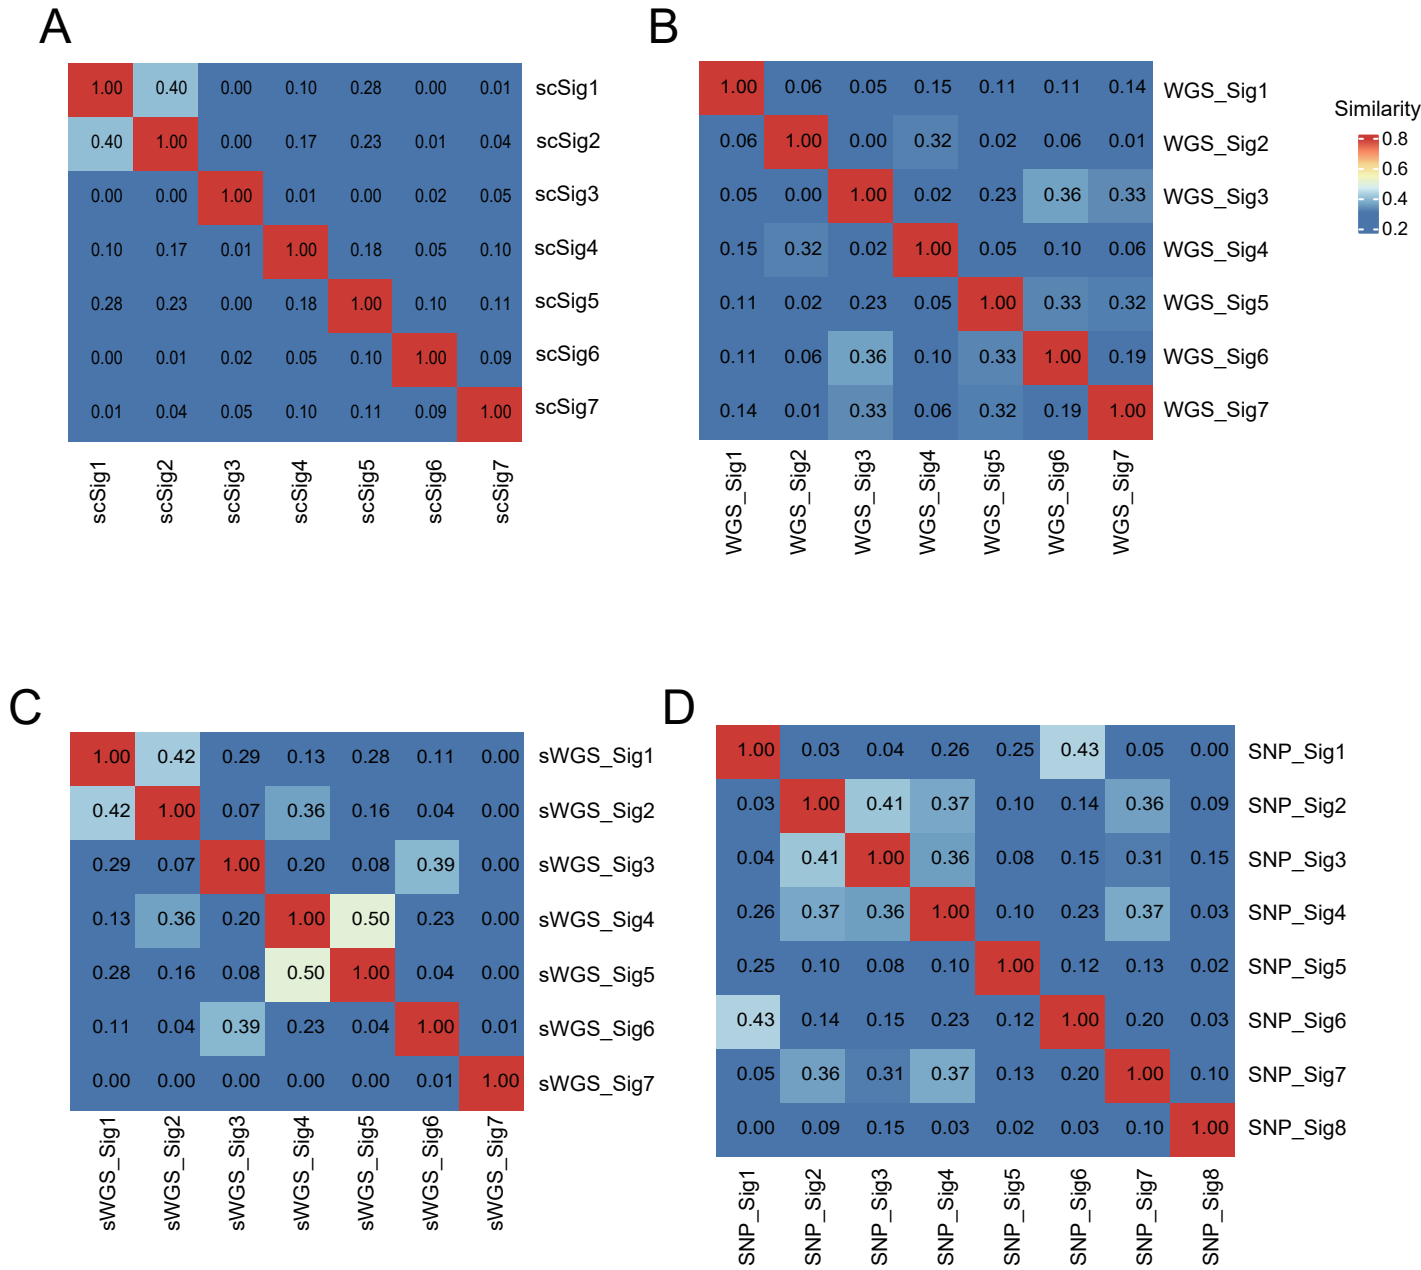 A
1.00 0.40 0.00 0.10 0.28 0.00 0.01 scSig1
0.40 1.00 0.00 0.17 0.23 0.01 0.04 scSig2
0.00 0.00 1.00 0.01 0.00 0.02 0.05 scSig3
0.10 0.17 0.01 1.00 0.18 0.05 0.10 scSig4
0.28 0.23 0.00 0.18 1.00 0.10 0.11 scSig5
0.00 0.01 0.02 0.05 0.10 1.00 0.09 scSig6
0.01 0.04 0.05 0.10 0.11 0.09 1.00 scSig7
scSig1 scSig2 scSig3 scSig4 scSig5 scSig6 scSig7
B
1.00 0.06 0.05 0.15 0.11 0.11 0.14 WGS_Sig1
0.06 1.00 0.00 0.32 0.02 0.06 0.01 WGS_Sig2
0.05 0.00 1.00 0.02 0.23 0.36 0.33 WGS_Sig3
0.15 0.32 0.02 1.00 0.05 0.10 0.06 WGS_Sig4
0.11 0.02 0.23 0.05 1.00 0.33 0.32 WGS_Sig5
0.11 0.06 0.36 0.10 0.33 1.00 0.19 WGS_Sig6
0.14 0.01 0.33 0.06 0.32 0.19 1.00 WGS_Sig7
WGS_Sig1 WGS_Sig2 WGS_Sig3 WGS_Sig4 WGS_Sig5 WGS_Sig6 WGS_Sig7
Similarity
0.8
0.6
0.4
0.2
C
1.00 0.42 0.29 0.13 0.28 0.11 0.00 sWGS_Sig1
0.42 1.00 0.07 0.36 0.16 0.04 0.00 sWGS_Sig2
0.29 0.07 1.00 0.20 0.08 0.39 0.00 sWGS_Sig3
0.13 0.36 0.20 1.00 0.50 0.23 0.00 sWGS_Sig4
0.28 0.16 0.08 0.50 1.00 0.04 0.00 sWGS_Sig5
0.11 0.04 0.39 0.23 0.04 1.00 0.01 sWGS_Sig6
0.00 0.00 0.00 0.00 0.00 0.01 1.00 sWGS_Sig7
sWGS_Sig1 sWGS_Sig2 sWGS_Sig3 sWGS_Sig4 sWGS_Sig5 sWGS_Sig6 sWGS_Sig7
D
1.00 0.03 0.04 0.26 0.25 0.43 0.05 0.00 SNP_Sig1
0.03 1.00 0.41 0.37 0.10 0.14 0.36 0.09 SNP_Sig2
0.04 0.41 1.00 0.36 0.08 0.15 0.31 0.15 SNP_Sig3
0.26 0.37 0.36 1.00 0.10 0.23 0.37 0.03 SNP_Sig4
0.25 0.10 0.08 0.10 1.00 0.12 0.13 0.02 SNP_Sig5
0.43 0.14 0.15 0.23 0.12 1.00 0.20 0.03 SNP_Sig6
0.05 0.36 0.31 0.37 0.13 0.20 1.00 0.10 SNP_Sig7
0.00 0.09 0.15 0.03 0.02 0.03 0.10 1.00 SNP_Sig8
SNP_Sig1 SNP_Sig2 SNP_Sig3 SNP_Sig4 SNP_Sig5 SNP_Sig6 SNP_Sig7 SNP_Sig8